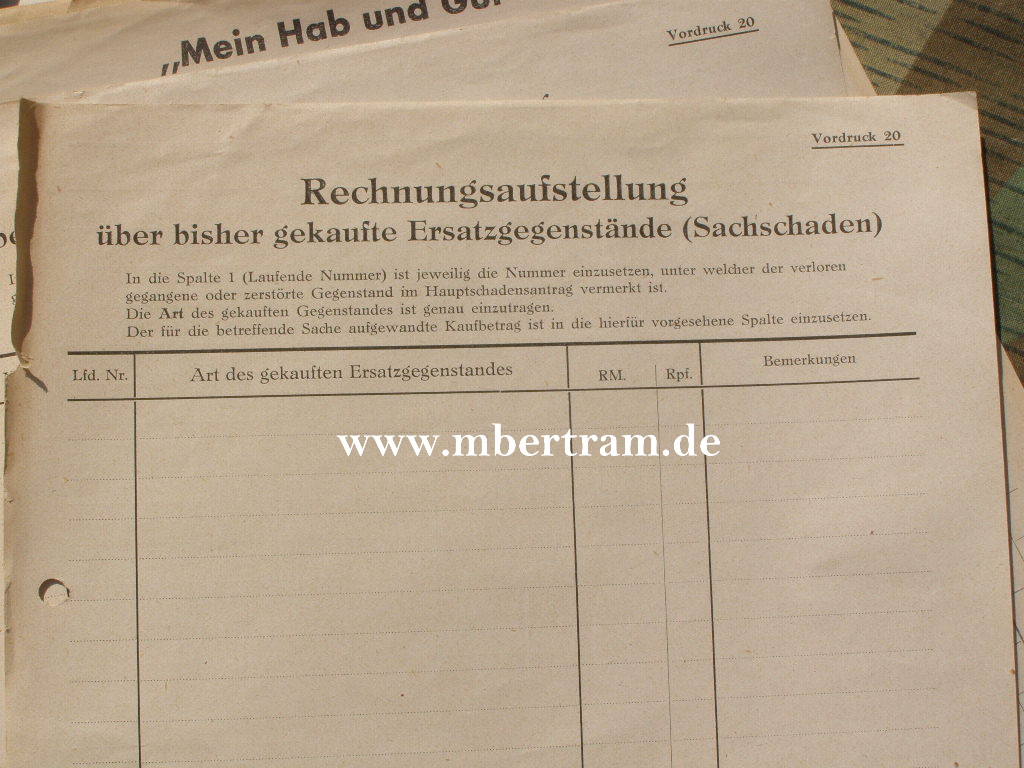 „Mein Hab und
Vordruck 20
Vordruck 20
Rechnungsaufstellung
über bisher gekaufte Ersatzgegenstände (Sachschaden)
In die Spalte 1 (Laufende Nummer) ist jeweilig die Nummer einzusetzen, unter welcher der verloren
gegangene oder zerstörte Gegenstand im Hauptschadensantrag vermerkt ist.
Die Art des gekauften Gegenstandes ist genau einzutragen.
Der für die betreffende Sache aufgewandte Kaufbetrag ist in die hierfür vorgesehene Spalte einzusetzen.
Lfd. Nr. Art des gekauften Ersatzgegenstandes RM. Rpf. Bemerkungen
www.mbertram.de